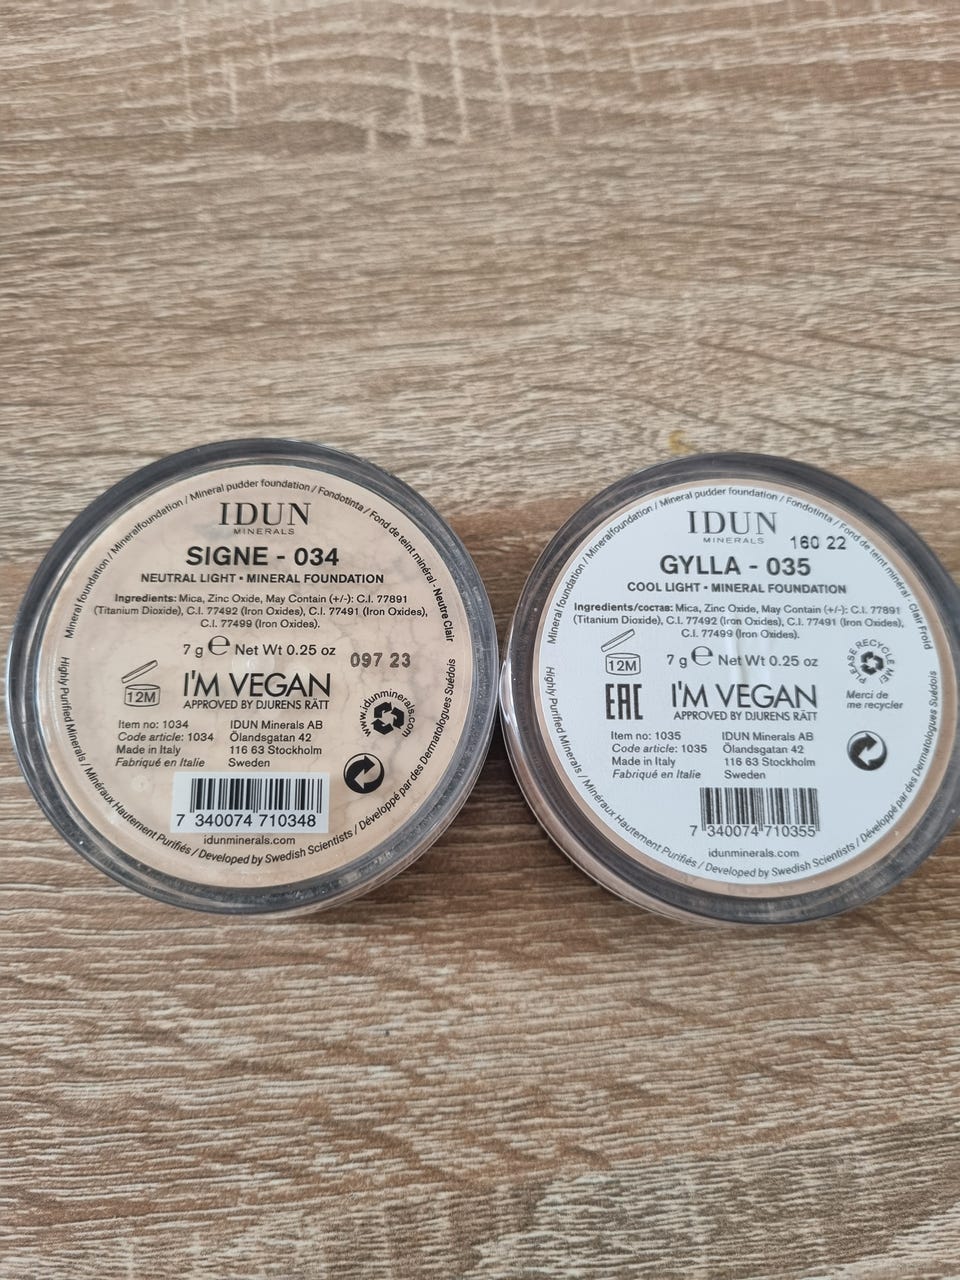 Mineral foundation / Mineralfoundation / Mineral pudder foundation / Fondotinta / Fond de teint minéral - Neutre Clair
IDUN
MINERALS
SIGNE - 034
NEUTRAL LIGHT • MINERAL FOUNDATION
Ingredients: Mica, Zinc Oxide, May Contain (+/-): C.I. 77891
(Titanium Dioxide), C.I. 77492 (Iron Oxides), C.I. 77491 (Iron Oxides),
C.I. 77499 (Iron Oxides).
7 g ℮ Net Wt 0.25 oz
097 23
12M
I'M VEGAN
APPROVED BY DJURENS RÄTT
www.idunminerals.com
Item no: 1034
Code article: 1034
Made in Italy
Fabriqué en Italie
IDUN Minerals AB
Ölandsgatan 42
116 63 Stockholm
Sweden
7 340074 710348
idunminerals.com
Highly Purified Minerals / Minéraux Hautement Purifiés / Developed by Swedish Scientists / Développé par des Dermatologues Suédois
Mineral foundation / Mineralfoundation / Mineral pudder foundation / Fondotinta / Fond de teint minéral - Clair Froid
IDUN
MINERALS
160 22
GYLLA - 035
COOL LIGHT • MINERAL FOUNDATION
Ingredients/состав: Mica, Zinc Oxide, May Contain (+/-): C.I. 77891
(Titanium Dioxide), C.I. 77492 (Iron Oxides), C.I. 77491 (Iron Oxides),
C.I. 77499 (Iron Oxides).
7 g ℮ Net Wt 0.25 oz
12M
PLEASE RECYCLE ME!
Merci de
me recycler
EAC
I'M VEGAN
APPROVED BY DJURENS RÄTT
Item no: 1035
Code article: 1035
Made in Italy
Fabriqué en Italie
IDUN Minerals AB
Ölandsgatan 42
116 63 Stockholm
Sweden
7 340074 710355
idunminerals.com
Highly Purified Minerals / Minéraux Hautement Purifiés / Developed by Swedish Scientists / Développé par des Dermatologues Suédois